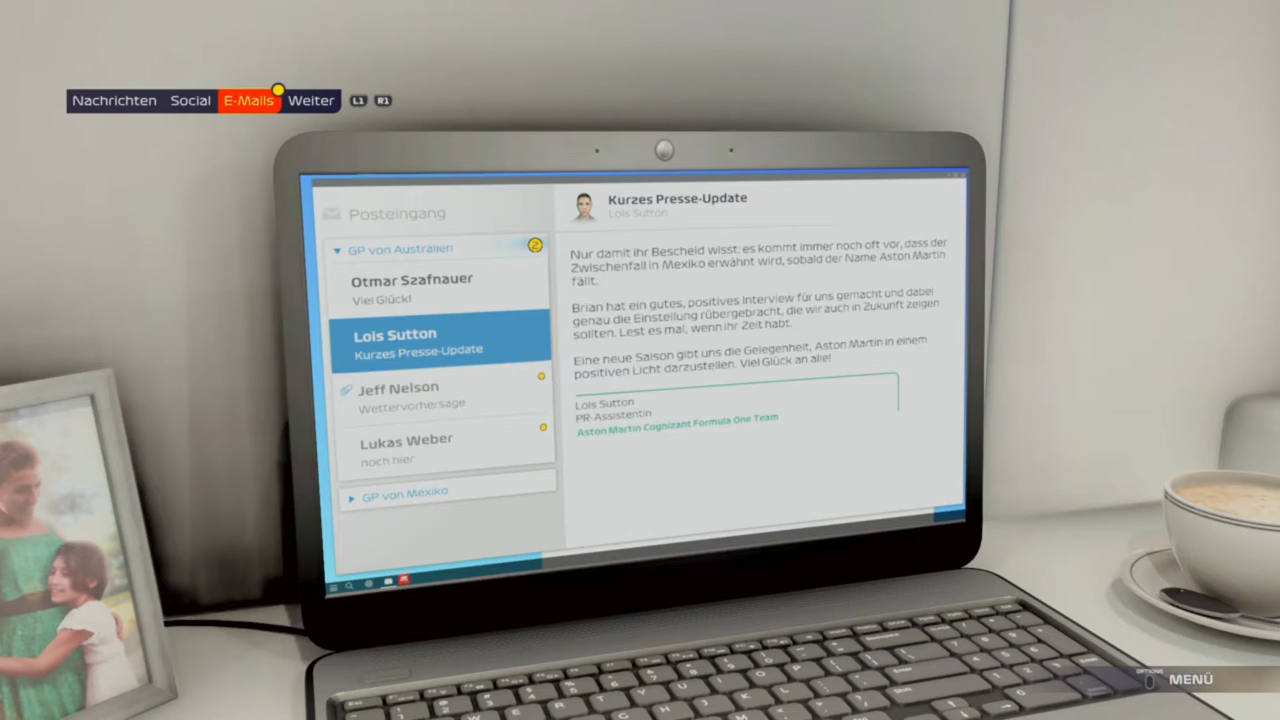 Nachrichten Social E-Mails Weiter L1 R1
Posteingang
GP von Australien 2
Otmar Szafnauer
Viel Glück!
Lois Sutton
Kurzes Presse-Update
Jeff Nelson
Wettervorhersage
Lukas Weber
noch hier
GP von Mexiko
Kurzes Presse-Update
Lois Sutton
Nur damit ihr Bescheid wisst: es kommt immer noch oft vor, dass der
Zwischenfall in Mexiko erwähnt wird, sobald der Name Aston Martin
fällt.
Brian hat ein gutes, positives Interview für uns gemacht und dabei
genau die Einstellung rübergebracht, die wir auch in Zukunft zeigen
sollten. Lest es mal, wenn ihr Zeit habt.
Eine neue Saison gibt uns die Gelegenheit, Aston Martin in einem
positiven Licht darzustellen. Viel Glück an alle!
Lois Sutton
PR-Assistentin
Aston Martin Cognizant Formula One Team
OPTIONS
MENÜ